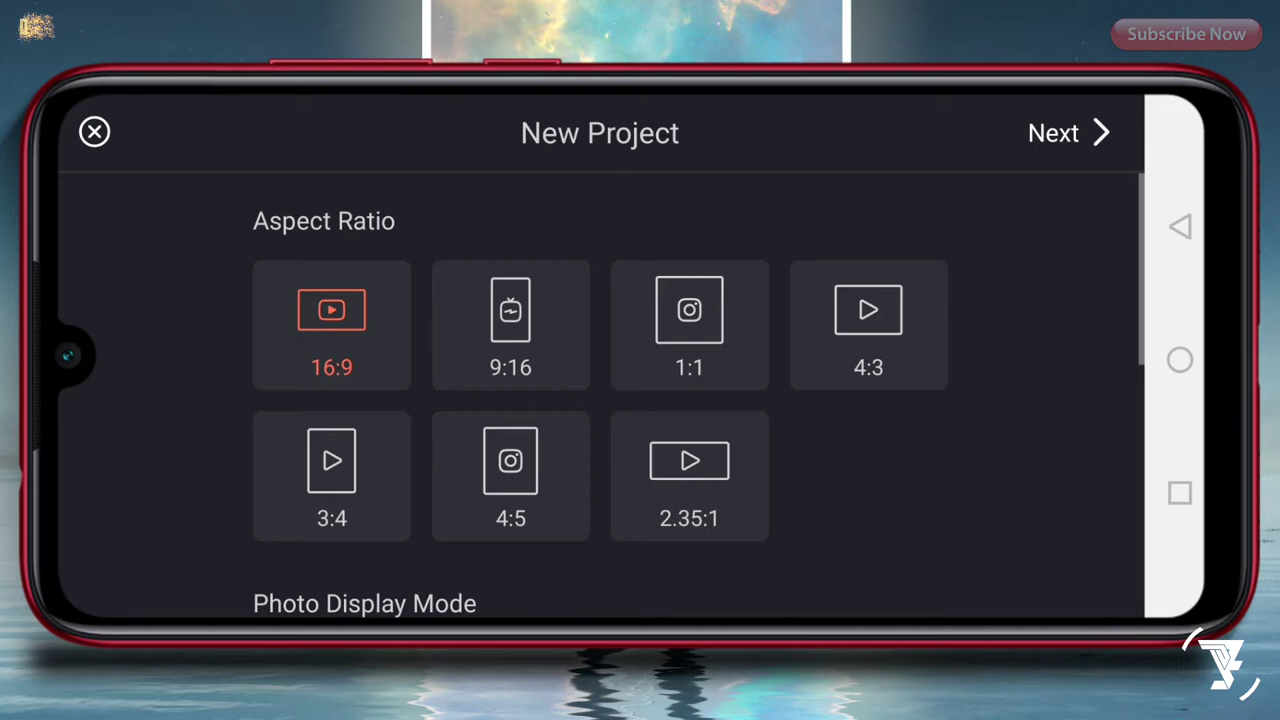 Subscribe Now
New Project
Next
Aspect Ratio
16:9
9:16
1:1
4:3
3:4
4:5
2.35:1
Photo Display Mode